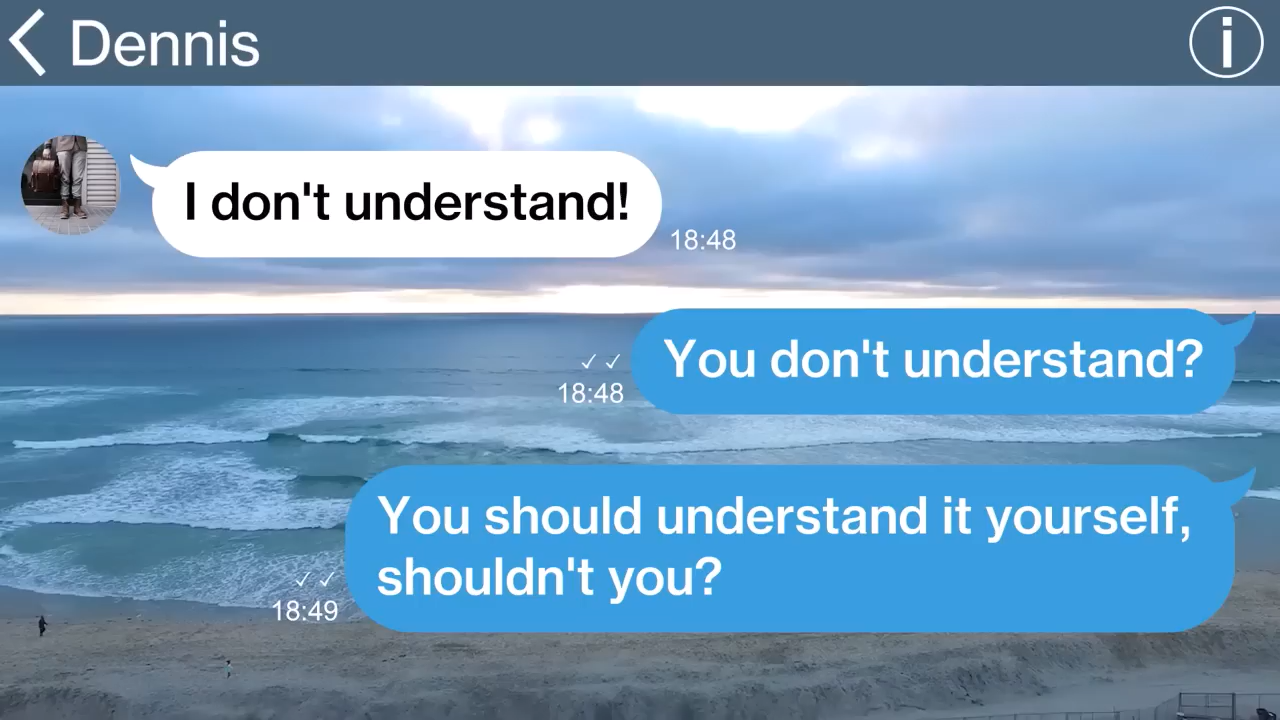 Dennis
I don't understand!
18:48
You don't understand?
18:48
You should understand it yourself,
shouldn't you?
18:49